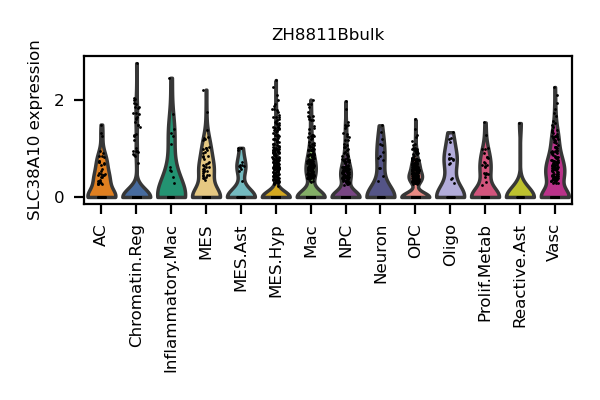 ZH8811Bbulk
SLC38A10 expression
2
0
AC
Chromatin.Reg
Inflammatory.Mac
MES
MES.Ast
MES.Hyp
Mac
NPC
Neuron
OPC
Oligo
Prolif.Metab
Reactive.Ast
Vasc